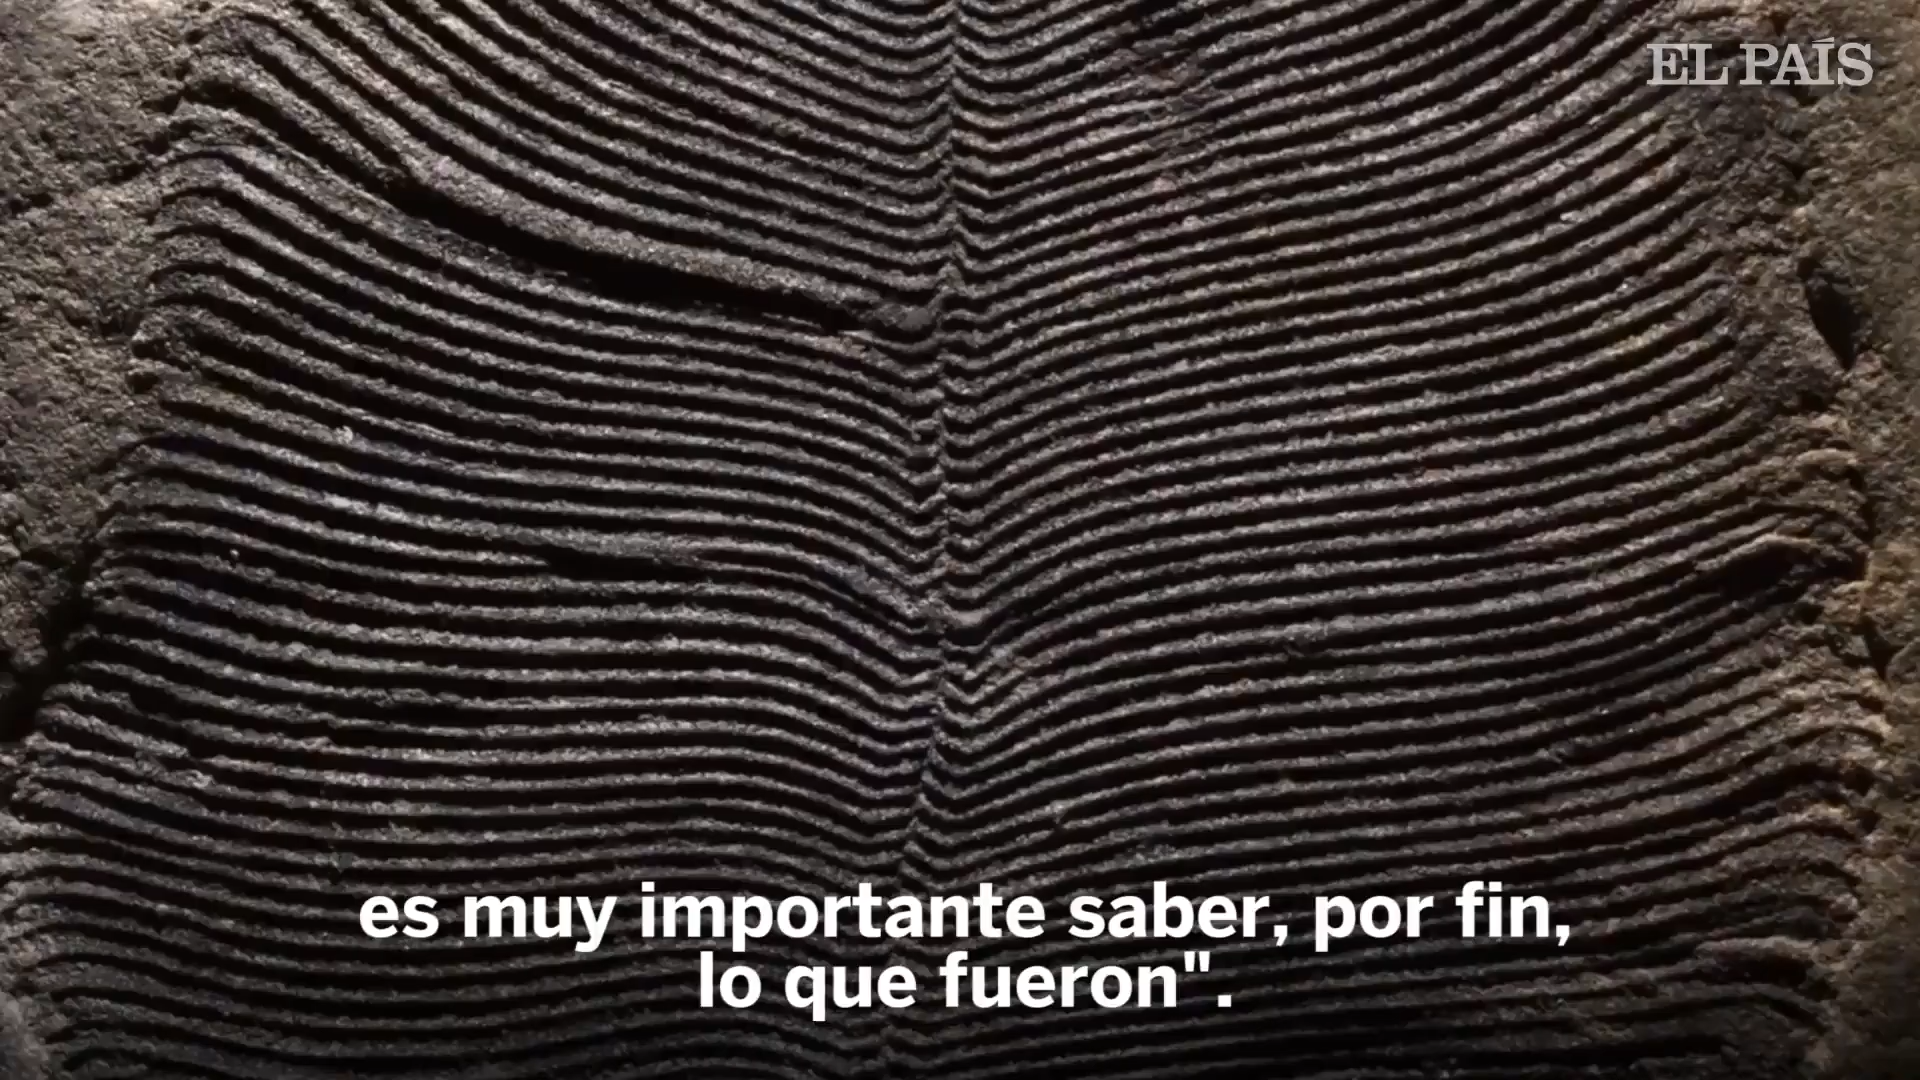 EL PAÍS
es muy importante saber, por fin,
lo que fueron".